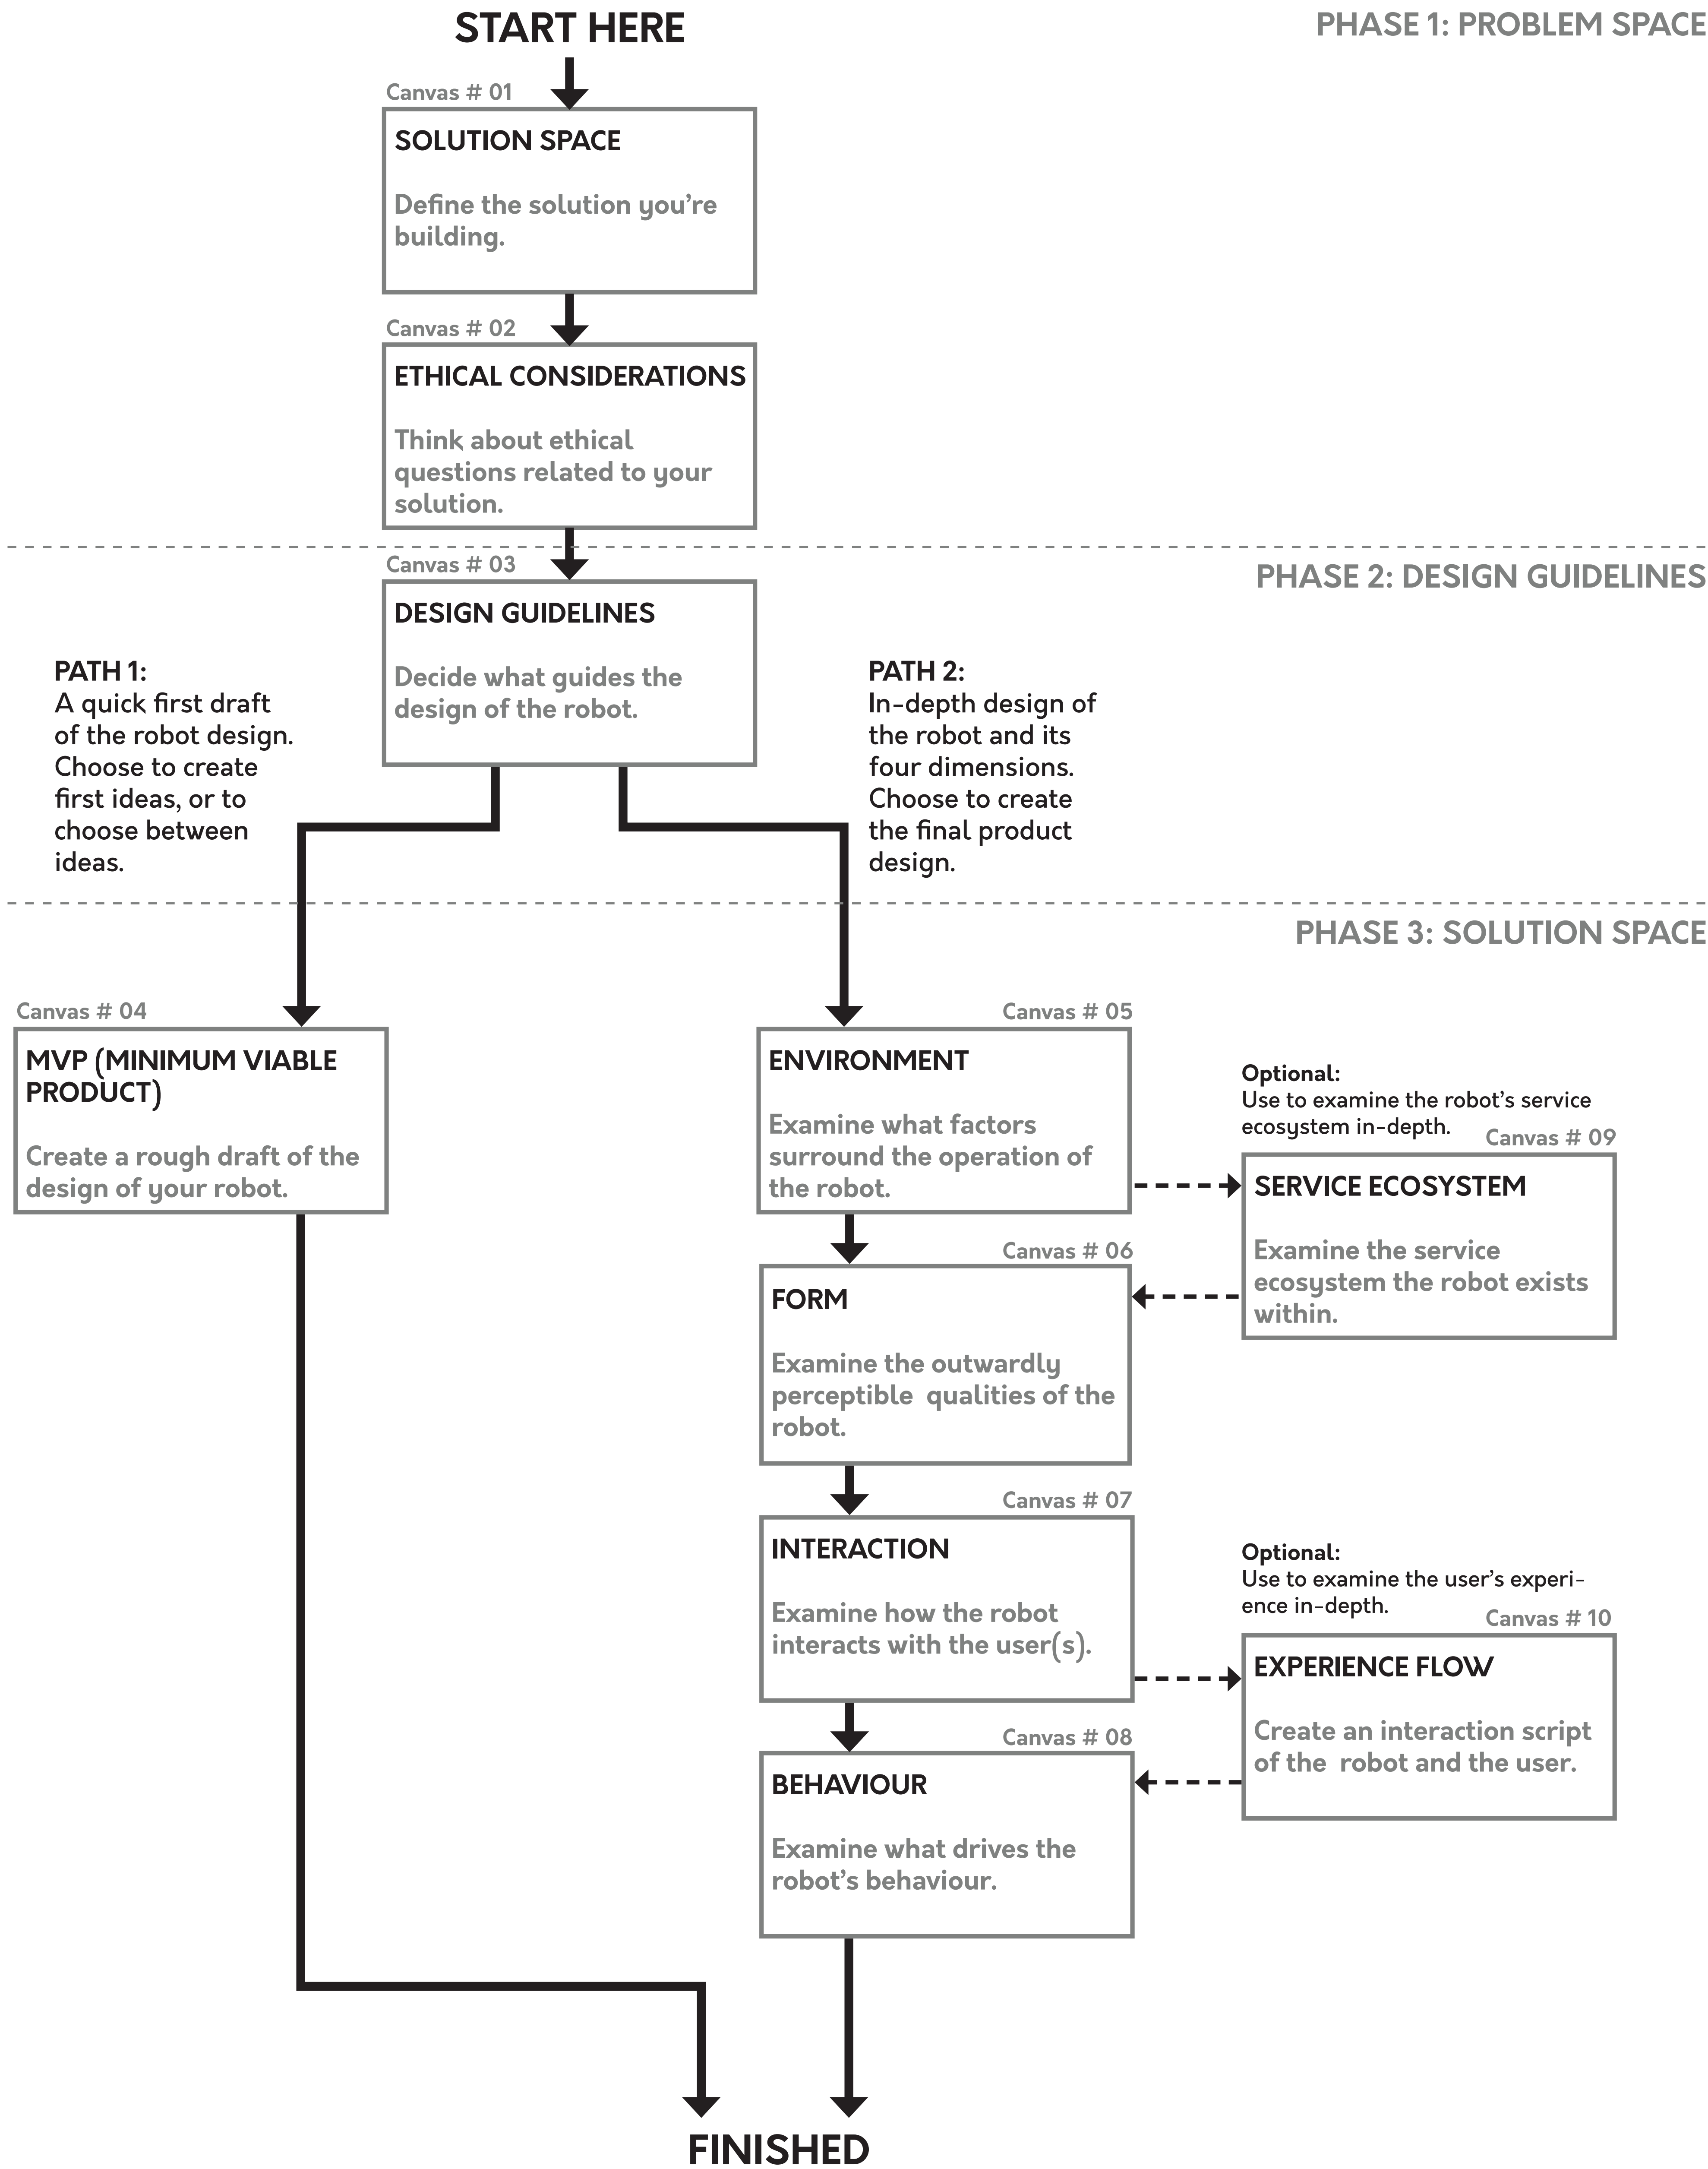 START HERE
PHASE 1: PROBLEM SPACE
Canvas # 01
SOLUTION SPACE
Define the solution you’re
building.
Canvas # 02
ETHICAL CONSIDERATIONS
Think about ethical
questions related to your
solution.
PHASE 2: DESIGN GUIDELINES
Canvas # 03
DESIGN GUIDELINES
Decide what guides the
design of the robot.
PATH 1:
A quick first draft
of the robot design.
Choose to create
first ideas, or to
choose between
ideas.
PATH 2:
In-depth design of
the robot and its
four dimensions.
Choose to create
the final product
design.
PHASE 3: SOLUTION SPACE
Canvas # 04
MVP (MINIMUM VIABLE
PRODUCT)
Create a rough draft of the
design of your robot.
Canvas # 05
ENVIRONMENT
Examine what factors
surround the operation of
the robot.
Optional:
Use to examine the robot’s service
ecosystem in-depth.
Canvas # 09
SERVICE ECOSYSTEM
Examine the service
ecosystem the robot exists
within.
Canvas # 06
FORM
Examine the outwardly
perceptible  qualities of the
robot.
Canvas # 07
INTERACTION
Examine how the robot
interacts with the user(s).
Optional:
Use to examine the user’s experi-
ence in-depth.
Canvas # 10
EXPERIENCE FLOW
Create an interaction script
of the  robot and the user.
Canvas # 08
BEHAVIOUR
Examine what drives the
robot’s behaviour.
FINISHED